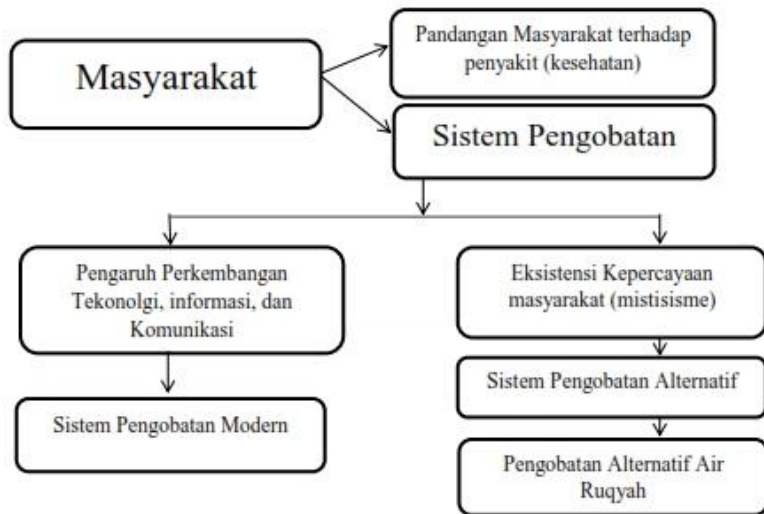 Masyarakat
Pandangan Masyarakat terhadap
penyakit (kesehatan)
Sistem Pengobatan
Pengaruh Perkembangan
Tekonolgi, informasi, dan
Komunikasi
Eksistensi Kepercayaan
masyarakat (mistisisme)
Sistem Pengobatan Modern
Sistem Pengobatan Alternatif
Pengobatan Alternatif Air
Ruqyah